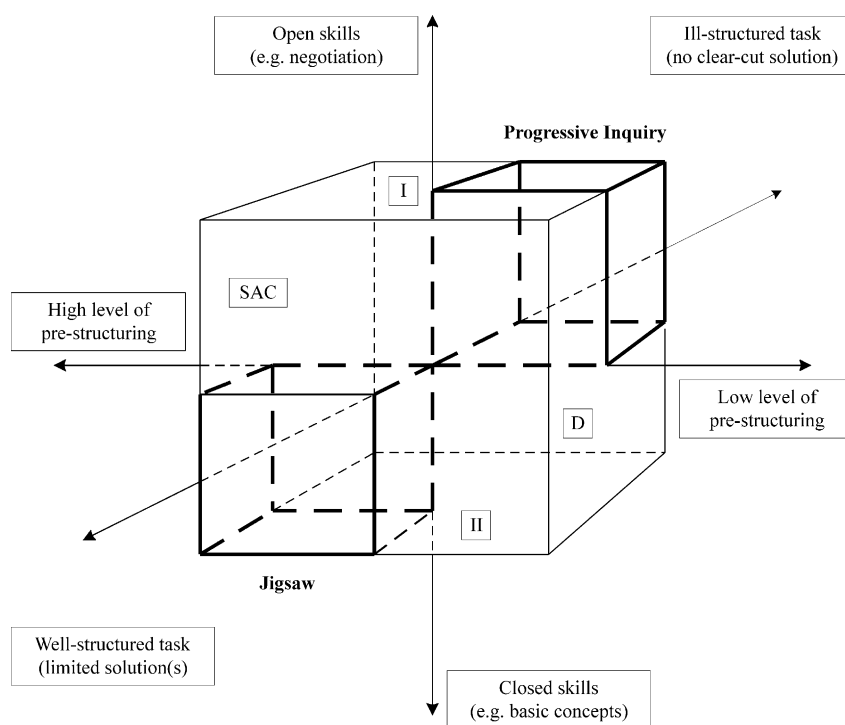 Open skills
(e.g. negotiation)
Ill-structured task
(no clear-cut solution)
Progressive Inquiry
I
SAC
High level of
pre-structuring
Low level of
pre-structuring
D
II
Jigsaw
Well-structured task
(limited solution(s)
Closed skills
(e.g. basic concepts)